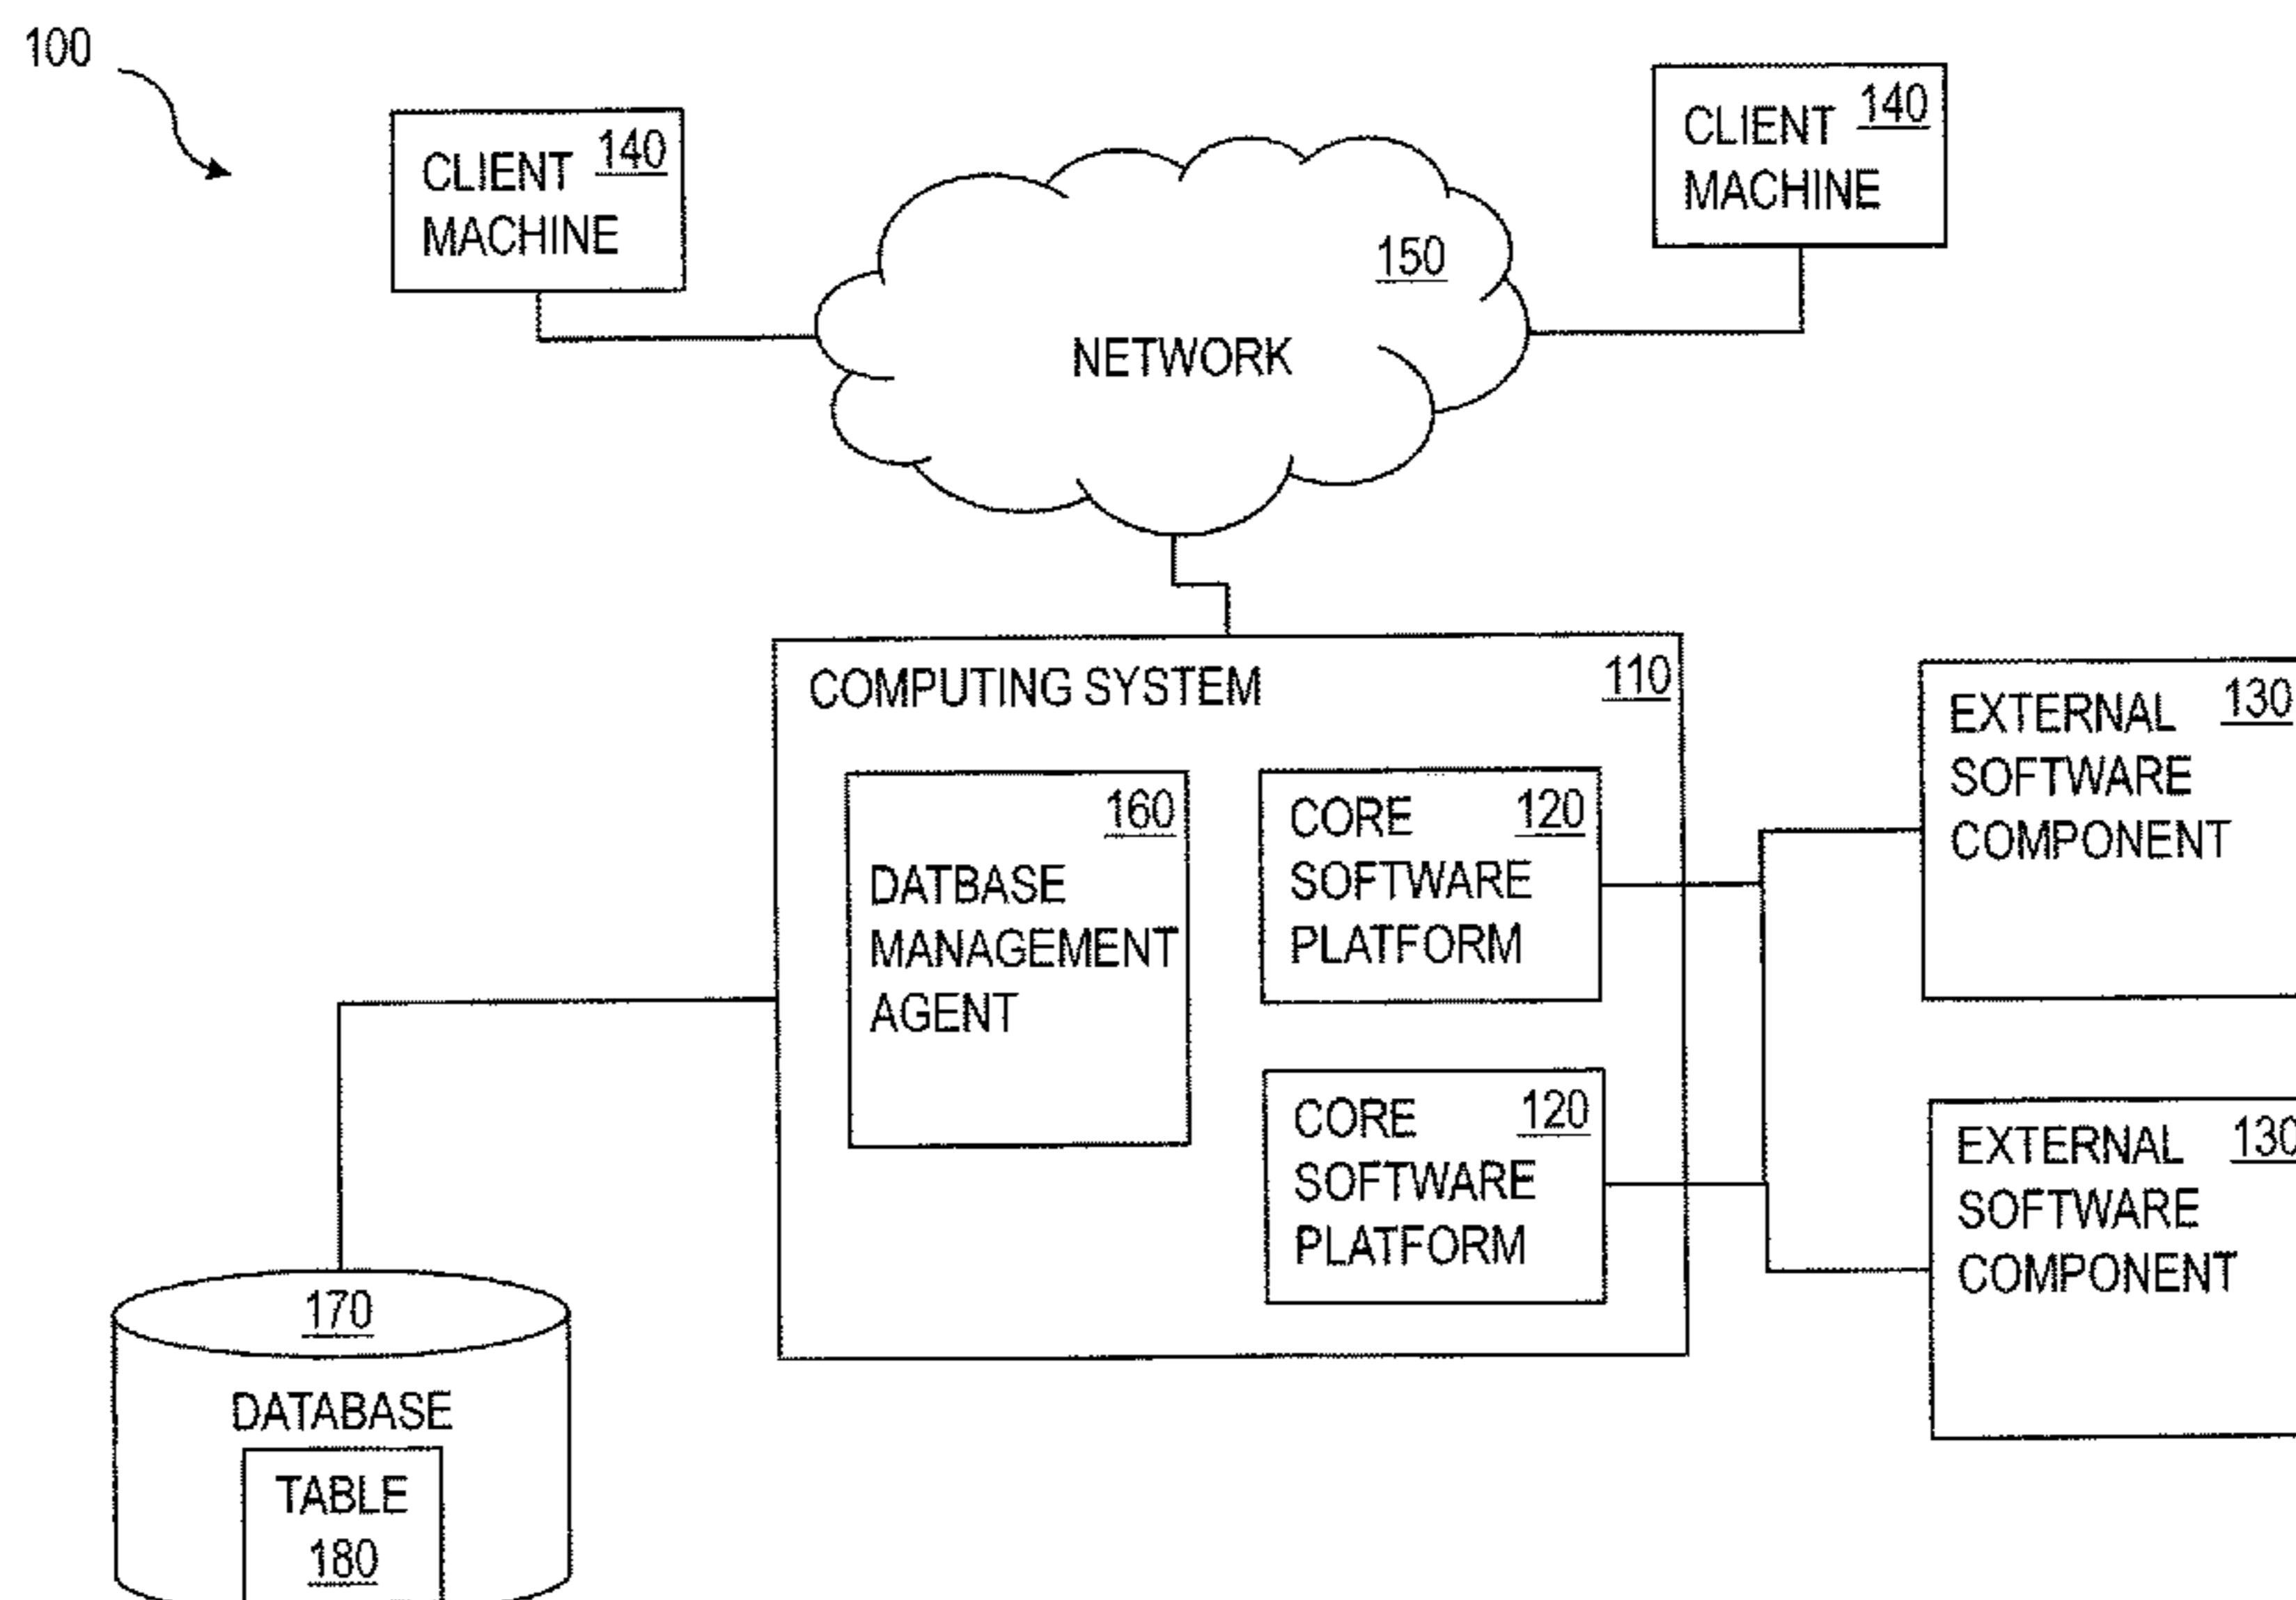 100
CLIENT 140
MACHINE
CLIENT 140
MACHINE
150
NETWORK
COMPUTING SYSTEM 110
160
DATBASE
MANAGEMENT
AGENT
CORE 120
SOFTWARE
PLATFORM
CORE 120
SOFTWARE
PLATFORM
EXTERNAL 130
SOFTWARE
COMPONENT
EXTERNAL 130
SOFTWARE
COMPONENT
170
DATABASE
TABLE
180